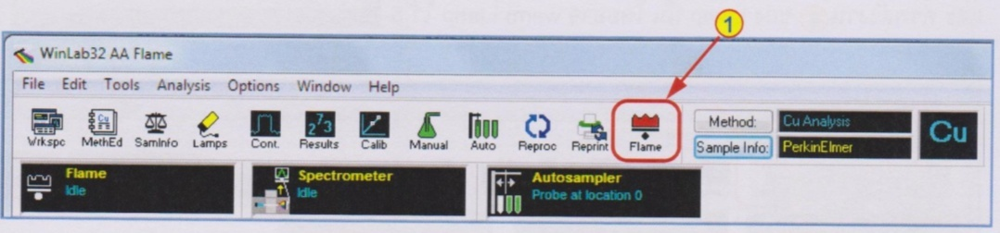 1
WinLab32 AA Flame
File Edit Tools Analysis Options Window Help
Wrkspc MethEd SamInfo Lamps Cont. Results Calib Manual Auto Reproc Reprint Flame
Method: Cu Analysis
Sample Info: PerkinElmer
Cu
Flame
Idle
Spectrometer
Idle
Autosampler
Probe at location 0